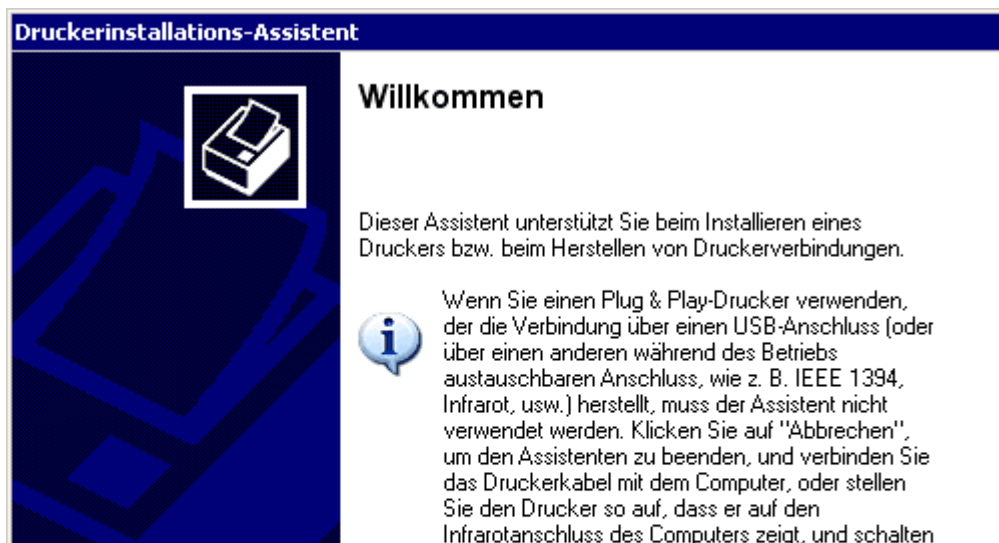 Druckerinstallations-Assistent
Willkommen
Dieser Assistent unterstützt Sie beim Installieren eines
Druckers bzw. beim Herstellen von Druckerverbindungen.
Wenn Sie einen Plug & Play-Drucker verwenden,
der die Verbindung über einen USB-Anschluss (oder
über einen anderen während des Betriebs
austauschbaren Anschluss, wie z. B. IEEE 1394,
Infrarot, usw.) herstellt, muss der Assistent nicht
verwendet werden. Klicken Sie auf "Abbrechen",
um den Assistenten zu beenden, und verbinden Sie
das Druckerkabel mit dem Computer, oder stellen
Sie den Drucker so auf, dass er auf den
Infrarotanschluss des Computers zeigt, und schalten